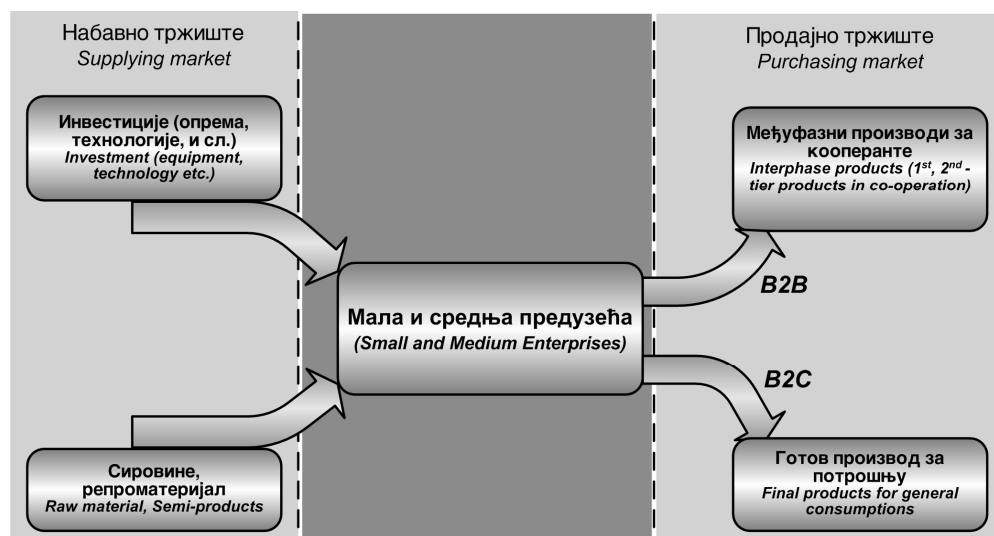 Набавно тржиште
Supplying market
Инвестиције (опрема,
технологије, и сл.)
Investment (equipment,
technology etc.)
Сировине,
репроматеријал
Raw material, Semi-products
Мала и средња предузећа
(Small and Medium Enterprises)
Продајно тржиште
Purchasing market
Међуфазни производи за
кооперанте
Interphase products (1st, 2nd -
tier products in co-operation)
B2B
B2C
Готов производ за
потрошњу
Final products for general
consumptions